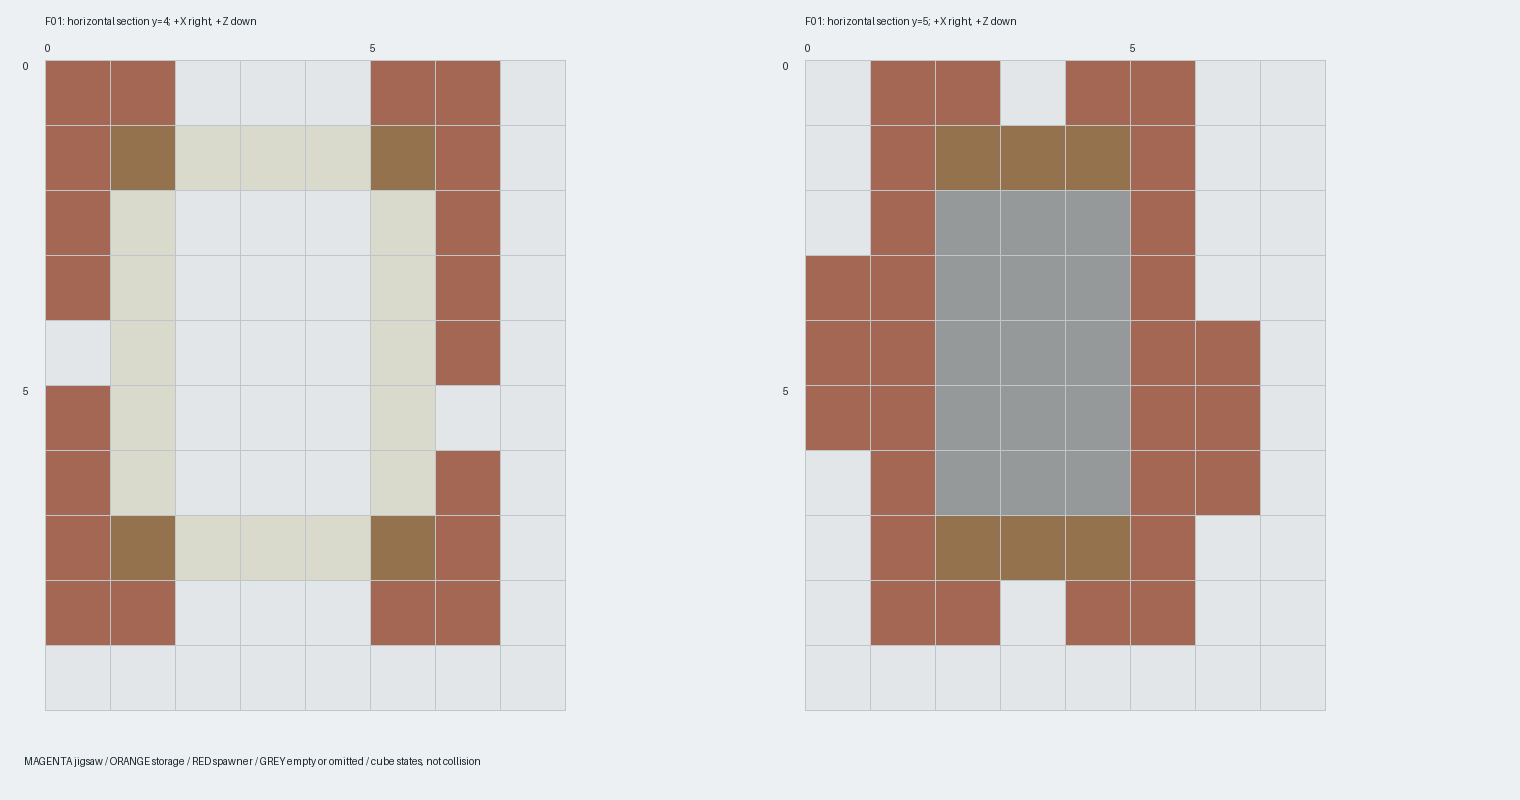 F01: horizontal section y=4; +X right, +Z down
F01: horizontal section y=5; +X right, +Z down
0 5
0 5
0
0
5
5
MAGENTA jigsaw / ORANGE storage / RED spawner / GREY empty or omitted / cube states, not collision